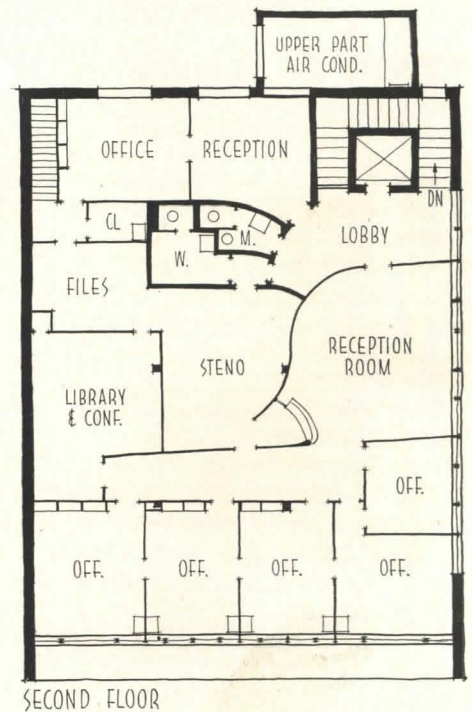 UPPER PART
AIR COND.
OFFICE
RECEPTION
DN
CL
M.
LOBBY
W.
FILES
STENO
RECEPTION
ROOM
LIBRARY
& CONF.
OFF.
OFF.
OFF.
OFF.
OFF.
SECOND FLOOR